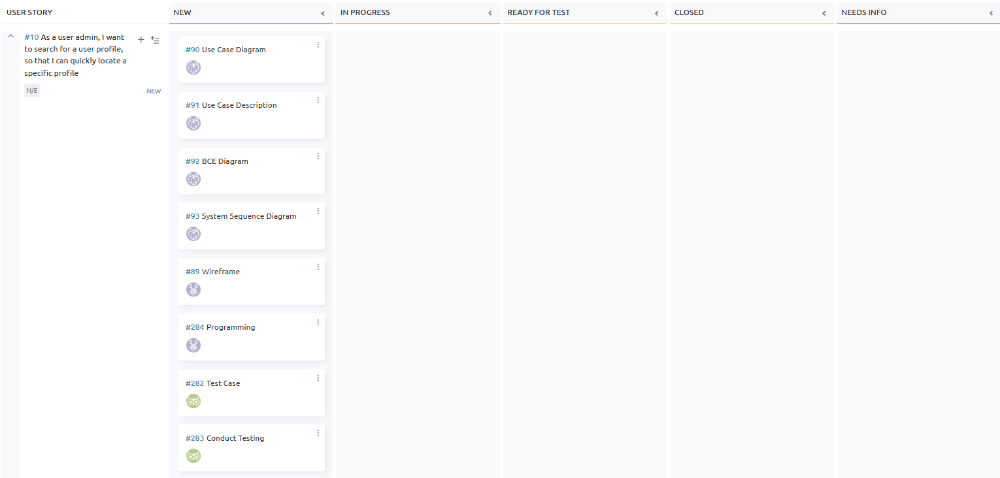 USER STORY
NEW
IN PROGRESS
READY FOR TEST
CLOSED
NEEDS INFO
#10 As a user admin, I want
to search for a user profile,
so that I can quickly locate a
specific profile
N/E
NEW
#90 Use Case Diagram
#91 Use Case Description
#92 BCE Diagram
#93 System Sequence Diagram
#89 Wireframe
#284 Programming
#282 Test Case
#283 Conduct Testing